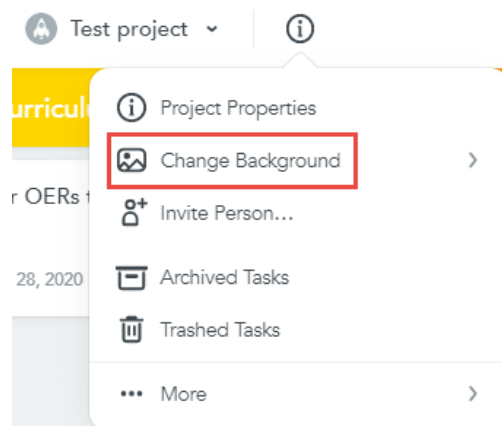 Test project
Project Properties
urricul
Change Background
r OERs t
Invite Person...
28, 2020
Archived Tasks
Trashed Tasks
More